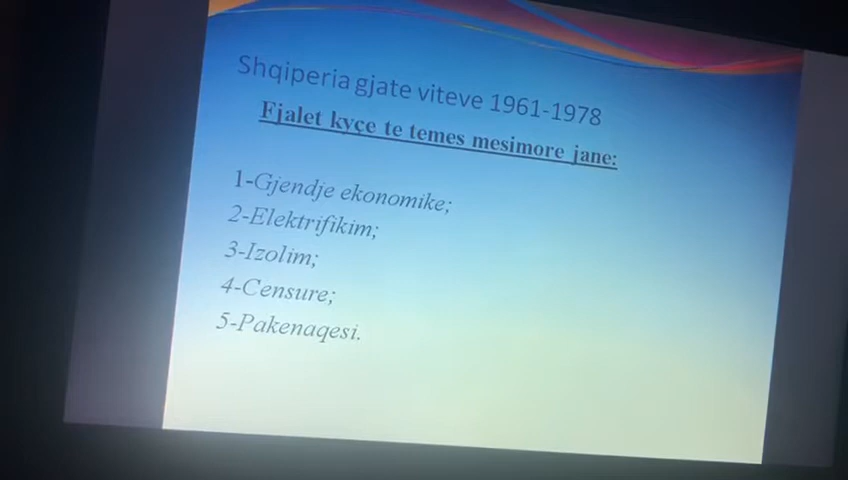 Shqiperia gjate viteve 1961-1978
Fjalet kyçe te temes mesimore jane:
1-Gjendje ekonomike;
2-Elektrifikim;
3-Izolim;
4-Censure;
5-Pakenaqesi.